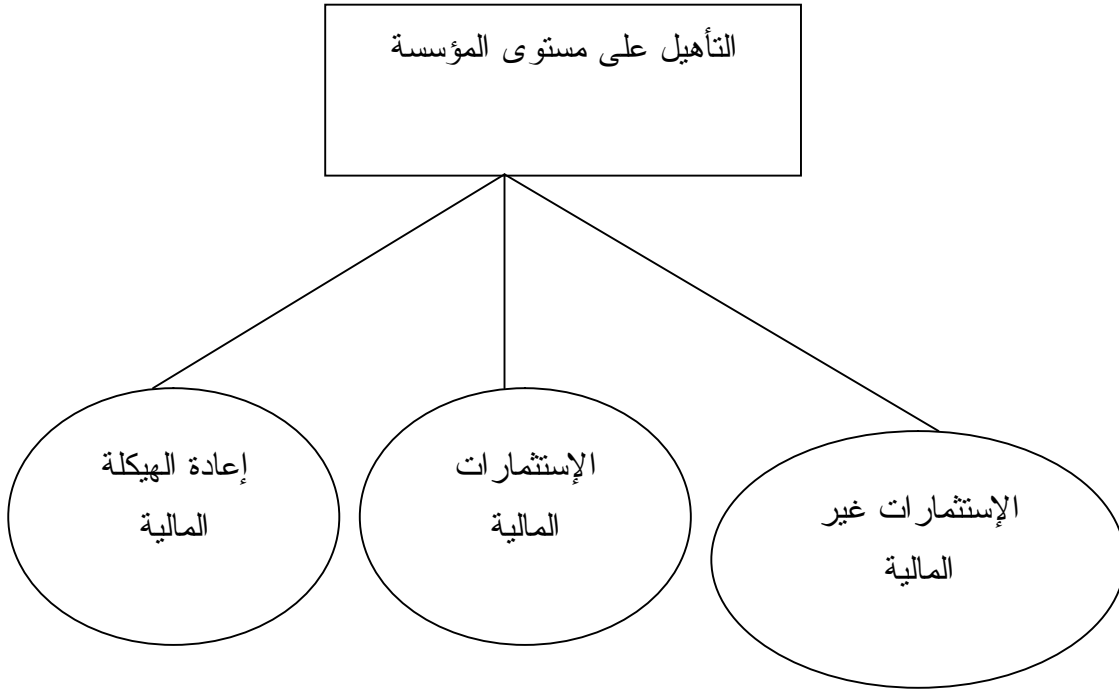 التأهيل على مستوى المؤسسة
الإستثمارات غير
المالية
الإستثمارات
المالية
إعادة الهيكلة
المالية